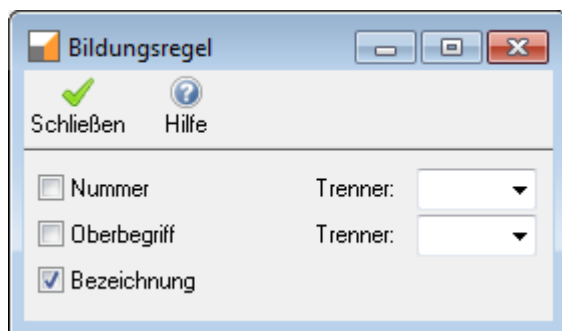 Bildungsregel
Schließen Hilfe
Nummer Trenner:
Oberbegriff Trenner:
Bezeichnung